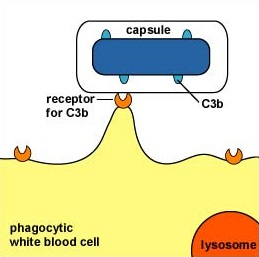 capsule
receptor
for C3b
C3b
phagocytic
white blood cell
lysosome